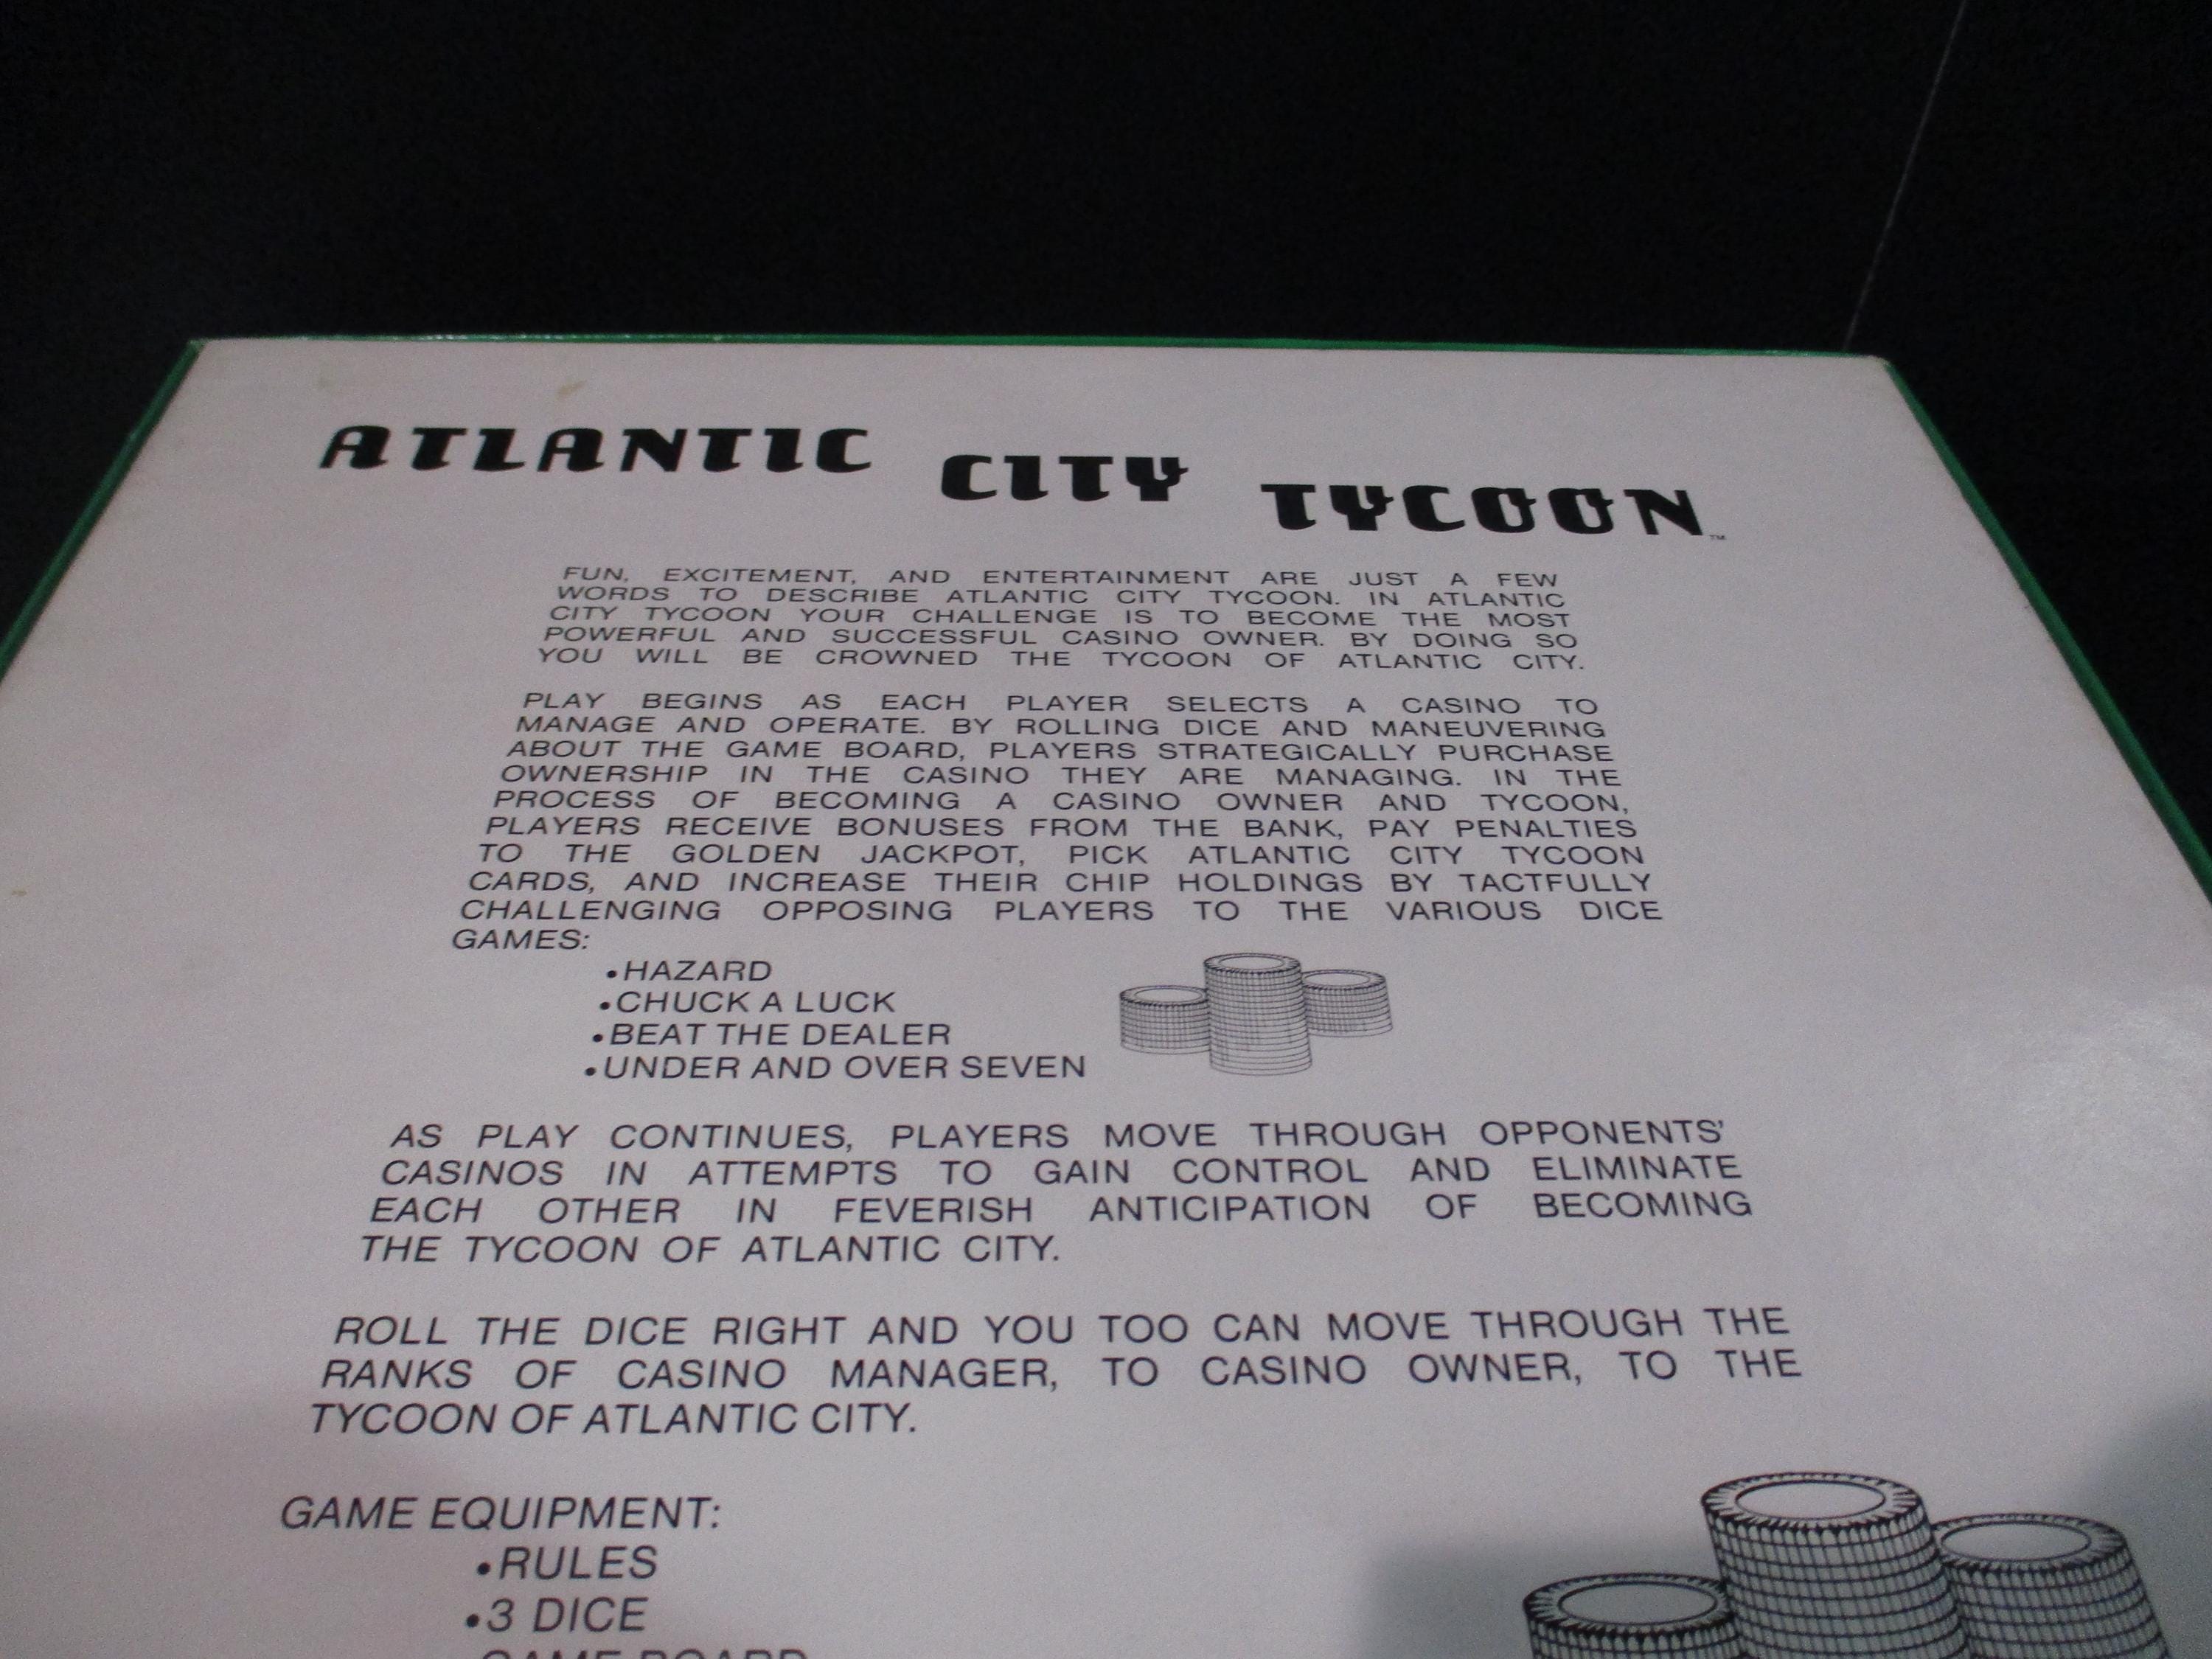 ATLANTIC CITY TYCOON™
FUN, EXCITEMENT, AND ENTERTAINMENT ARE JUST A FEW
WORDS TO DESCRIBE ATLANTIC CITY TYCOON. IN ATLANTIC
CITY TYCOON YOUR CHALLENGE IS TO BECOME THE MOST
POWERFUL AND SUCCESSFUL CASINO OWNER. BY DOING SO
YOU WILL BE CROWNED THE TYCOON OF ATLANTIC CITY.
PLAY BEGINS AS EACH PLAYER SELECTS A CASINO TO
MANAGE AND OPERATE. BY ROLLING DICE AND MANEUVERING
ABOUT THE GAME BOARD, PLAYERS STRATEGICALLY PURCHASE
OWNERSHIP IN THE CASINO THEY ARE MANAGING. IN THE
PROCESS OF BECOMING A CASINO OWNER AND TYCOON,
PLAYERS RECEIVE BONUSES FROM THE BANK, PAY PENALTIES
TO THE GOLDEN JACKPOT, PICK ATLANTIC CITY TYCOON
CARDS, AND INCREASE THEIR CHIP HOLDINGS BY TACTFULLY
CHALLENGING OPPOSING PLAYERS TO THE VARIOUS DICE
GAMES:
•HAZARD
•CHUCK A LUCK
•BEAT THE DEALER
•UNDER AND OVER SEVEN
AS PLAY CONTINUES, PLAYERS MOVE THROUGH OPPONENTS'
CASINOS IN ATTEMPTS TO GAIN CONTROL AND ELIMINATE
EACH OTHER IN FEVERISH ANTICIPATION OF BECOMING
THE TYCOON OF ATLANTIC CITY.
ROLL THE DICE RIGHT AND YOU TOO CAN MOVE THROUGH THE
RANKS OF CASINO MANAGER, TO CASINO OWNER, TO THE
TYCOON OF ATLANTIC CITY.
GAME EQUIPMENT:
•RULES
•3 DICE
GAME BOARD